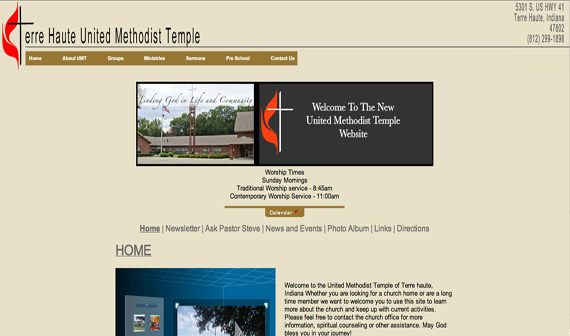 Terre Haute United Methodist Temple
5301 S. US HWY 41
Terre Haute, Indiana
47802
(812) 299-1898
Home About UMT Groups Ministries Sermons Pre School Contact Us
Finding God in Life and Community
Welcome To The New
United Methodist Temple
Website
Worship Times
Sunday Mornings
Traditional Worship service - 8:45am
Contemporary Worship Service - 11:00am
Calendar
Home | Newsletter | Ask Pastor Steve | News and Events | Photo Album | Links | Directions
HOME
Welcome to the United Methodist Temple of Terre haute,
Indiana Whether you are looking for a church home or are a long
time member we want to welcome you to use this site to learn
more about the church and keep up with current activities.
Please feel free to contact the church office for more
information, spiritual counseling or other assistance. May God
bless you in your journey!